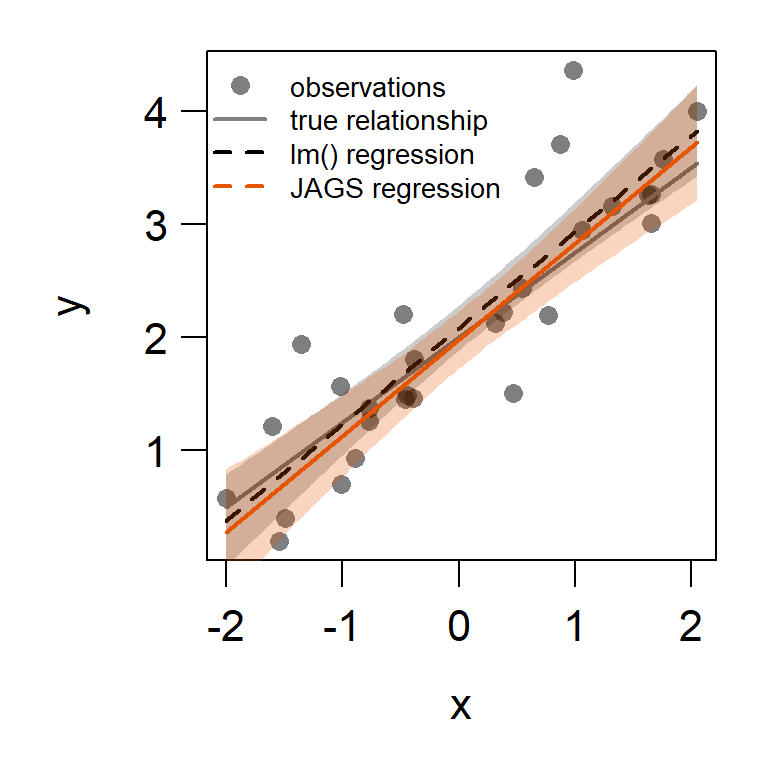 observations
true relationship
lm() regression
JAGS regression
4
3
2
1
y
-2 -1 0 1 2
x